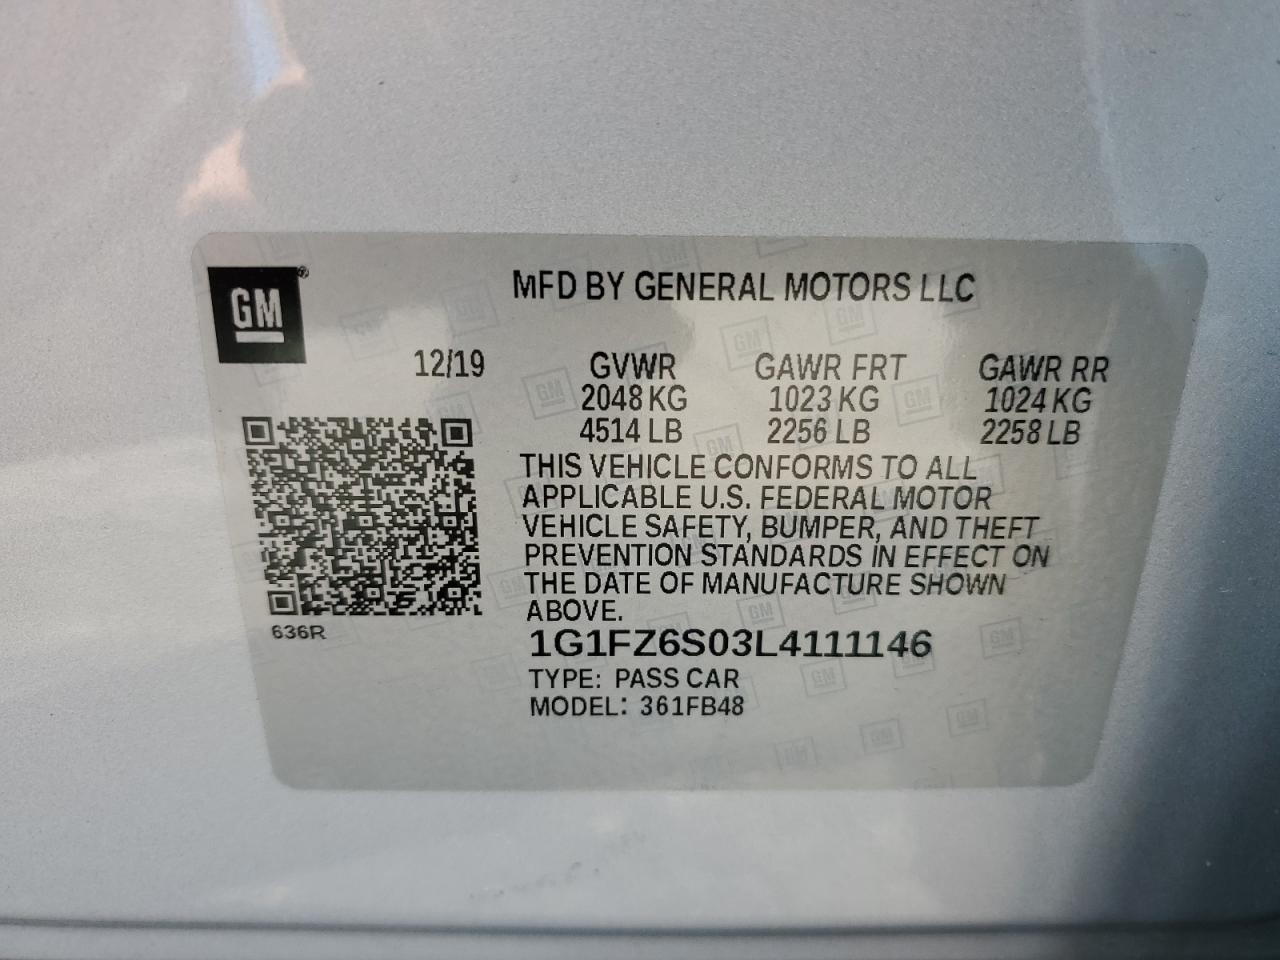 GM®
MFD BY GENERAL MOTORS LLC
12/19 GVWR GAWR FRT GAWR RR
2048 KG 1023 KG 1024 KG
4514 LB 2256 LB 2258 LB
THIS VEHICLE CONFORMS TO ALL
APPLICABLE U.S. FEDERAL MOTOR
VEHICLE SAFETY, BUMPER, AND THEFT
PREVENTION STANDARDS IN EFFECT ON
THE DATE OF MANUFACTURE SHOWN
ABOVE.
636R
1G1FZ6S03L4111146
TYPE: PASS CAR
MODEL: 361FB48